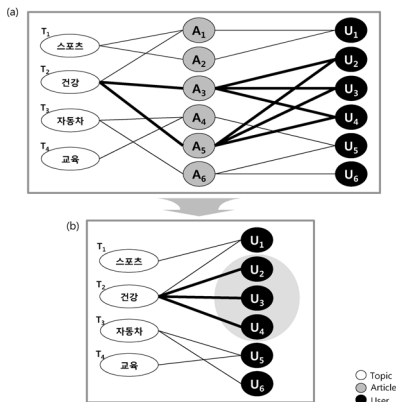 (a)
T1 스포츠 A1 U1
A2 U2
T2 건강 A3 U3
T3 자동차 A4 U4
T4 교육 A5 U5
A6 U6
(b)
T1 스포츠 U1
U2
T2 건강 U3
U4
T3 자동차 U5
T4 교육 U6
Topic
Article
User